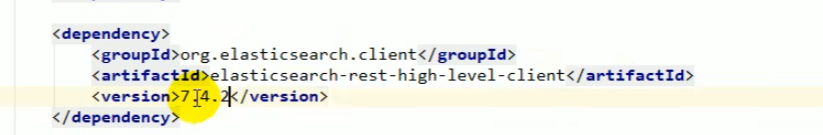 <dependency>
<groupId>org.elasticsearch.client</groupId>
<artifactId>elasticsearch-rest-high-level-client</artifactId>
<version>7.4.2</version>
</dependency>